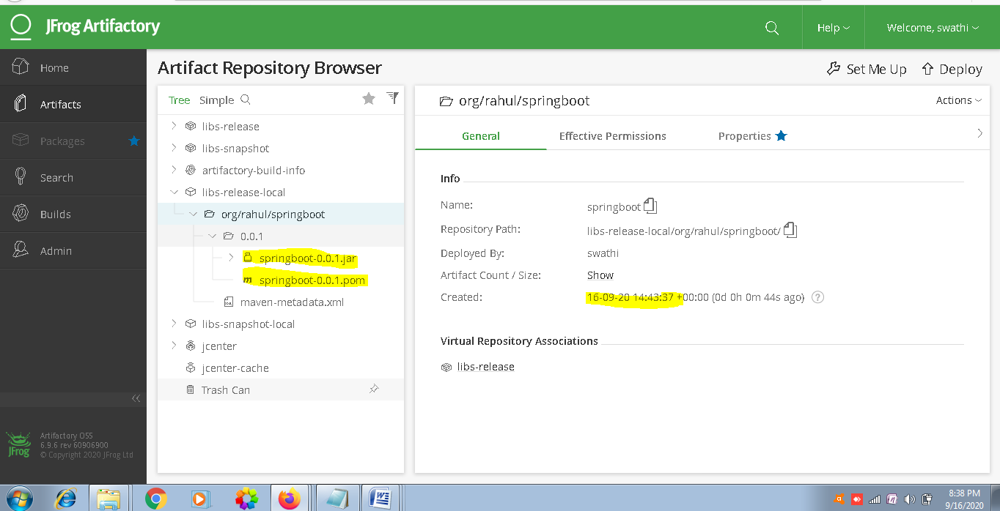 JFrog Artifactory
Help
Welcome, swathi
Home
Artifacts
Packages
Search
Builds
Admin
Artifactory OSS
6.9.6 rev 60906900
© Copyright 2020 JFrog Ltd
JFrog
Artifact Repository Browser
Set Me Up
Deploy
Tree Simple
libs-release
libs-snapshot
artifactory-build-info
libs-release-local
org/rahul/springboot
0.0.1
springboot-0.0.1.jar
m springboot-0.0.1.pom
maven-metadata.xml
libs-snapshot-local
jcenter
jcenter-cache
Trash Can
org/rahul/springboot
Actions
General Effective Permissions Properties
Info
Name: springboot
Repository Path: libs-release-local/org/rahul/springboot/
Deployed By: swathi
Artifact Count / Size: Show
Created: 16-09-20 14:43:37 +00:00 (0d 0h 0m 44s ago) ?
Virtual Repository Associations
libs-release
8:38 PM
9/16/2020